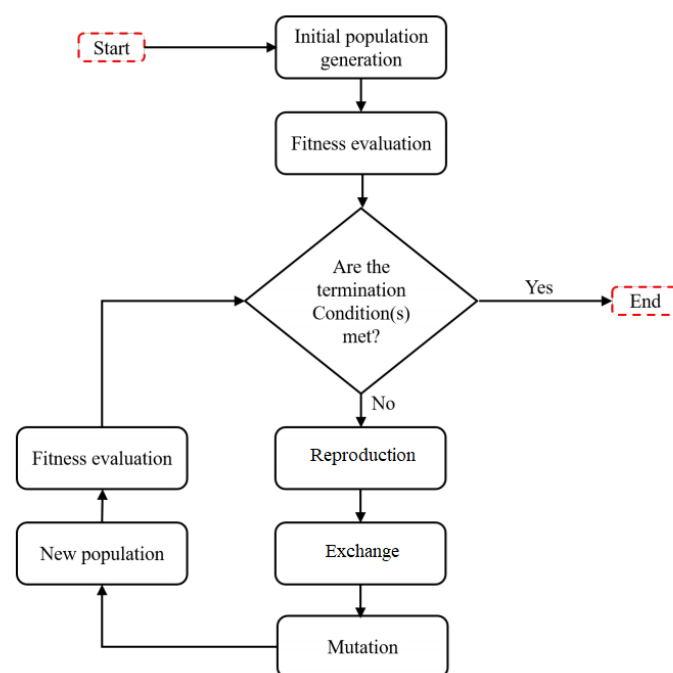 Start
Initial population
generation
Fitness evaluation
Are the
termination
Condition(s)
met?
Yes
End
No
Reproduction
Fitness evaluation
Exchange
New population
Mutation